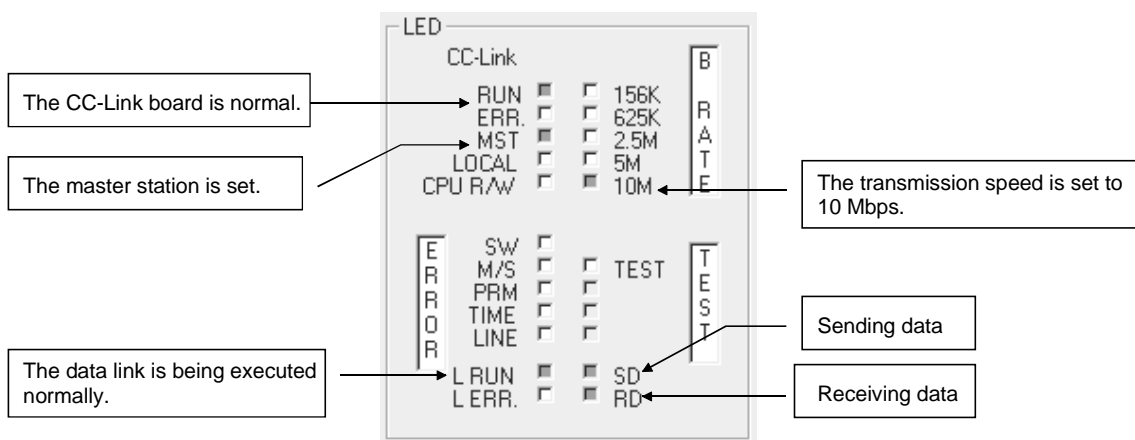 LED
CC-Link
The CC-Link board is normal.
RUN 156K
ERR. 625K
MST 2.5M
LOCAL 5M
CPU R/W 10M
B RATE
The master station is set.
The transmission speed is set to
10 Mbps.
ERROR
SW
M/S TEST
PRM
TIME
LINE
TEST
Sending data
The data link is being executed
normally.
L RUN SD
L ERR. RD
Receiving data